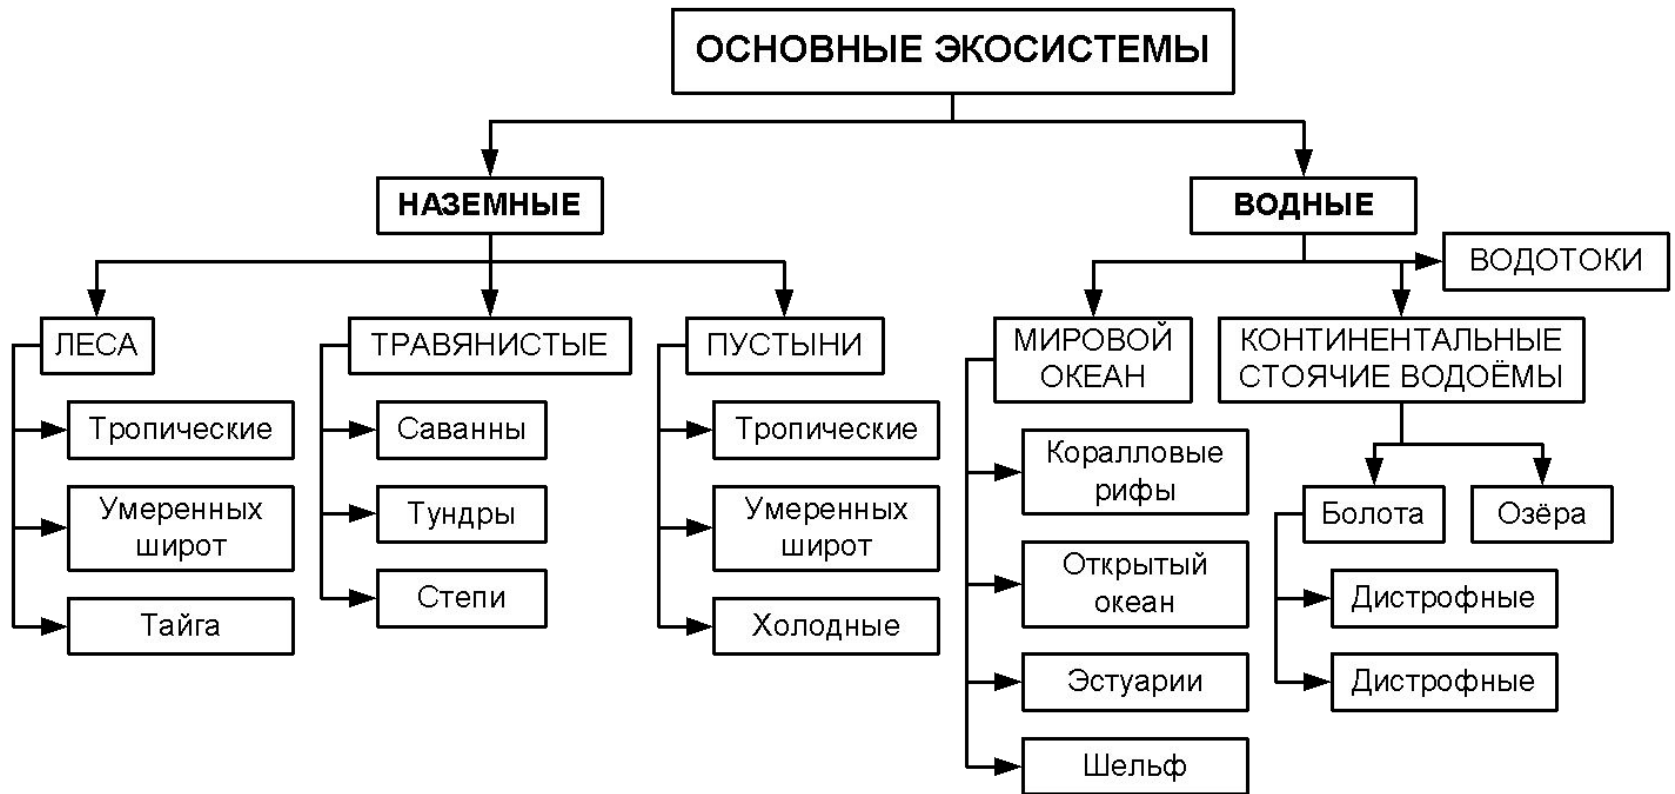 ОСНОВНЫЕ ЭКОСИСТЕМЫ
НАЗЕМНЫЕ
ВОДНЫЕ
ВОДОТОКИ
ЛЕСА
Тропические
Умеренных
широт
Тайга
ТРАВЯНИСТЫЕ
Саванны
Тундры
Степи
ПУСТЫНИ
Тропические
Умеренных
широт
Холодные
МИРОВОЙ
ОКЕАН
Коралловые
рифы
Открытый
океан
Эстуарии
Шельф
КОНТИНЕНТАЛЬНЫЕ
СТОЯЧИЕ ВОДОЁМЫ
Болота
Дистрофные
Дистрофные
Озёра